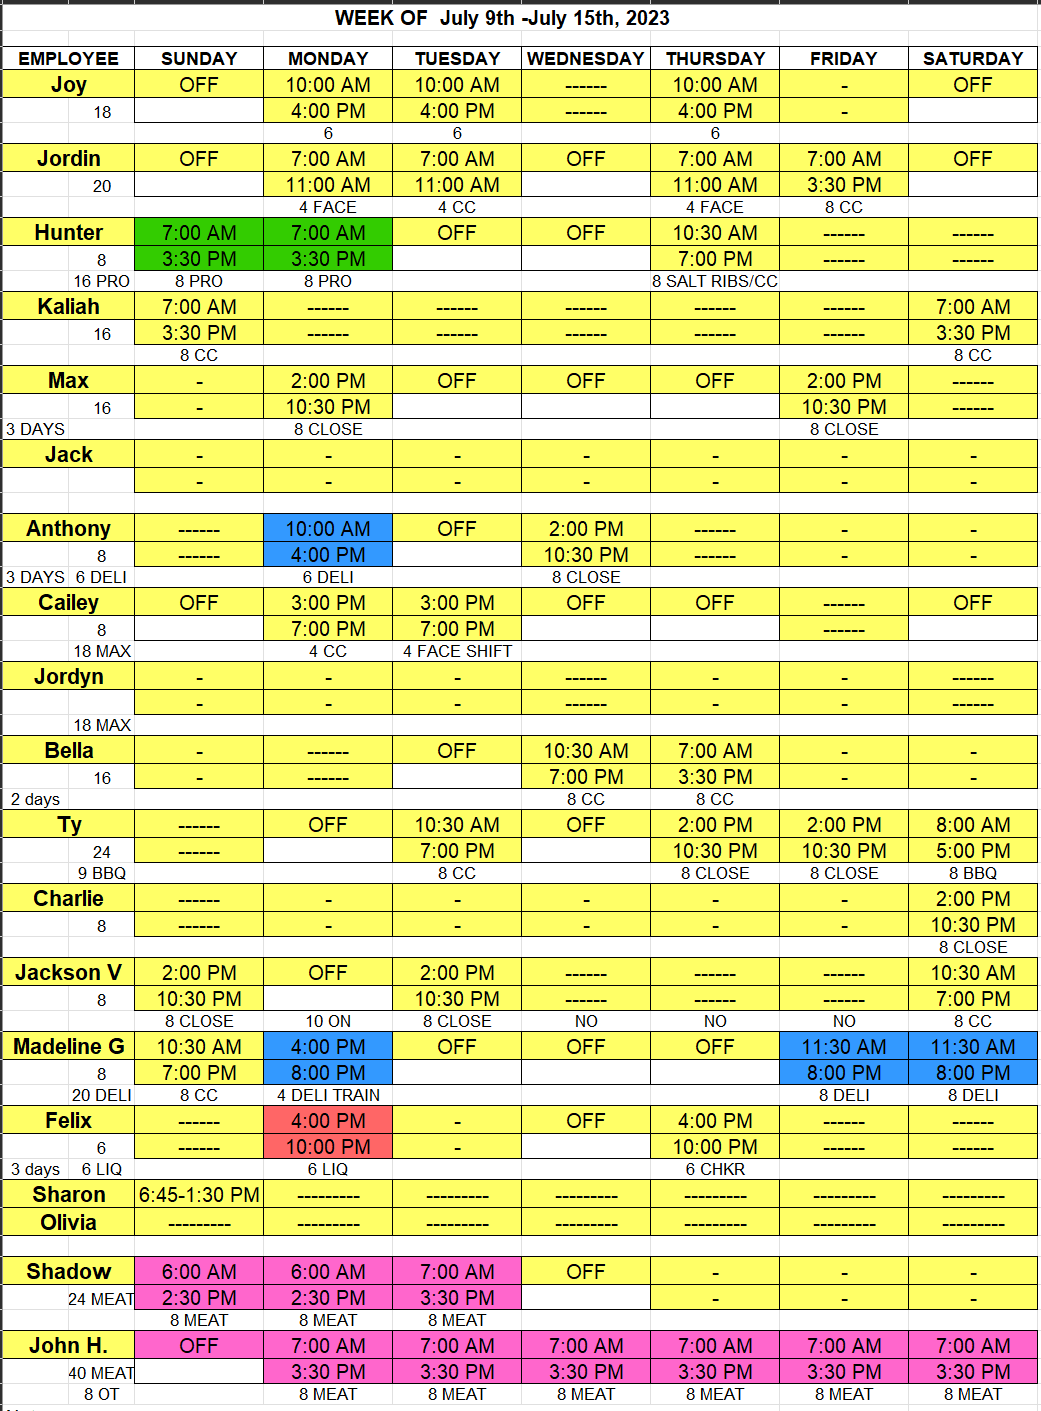 WEEK OF  July 9th -July 15th, 2023
EMPLOYEE SUNDAY MONDAY TUESDAY WEDNESDAY THURSDAY FRIDAY SATURDAY
Joy OFF 10:00 AM 10:00 AM ------ 10:00 AM - OFF
18 4:00 PM 4:00 PM ------ 4:00 PM -
6 6 6
Jordin OFF 7:00 AM 7:00 AM OFF 7:00 AM 7:00 AM OFF
20 11:00 AM 11:00 AM 11:00 AM 3:30 PM
4 FACE 4 CC 4 FACE 8 CC
Hunter 7:00 AM 7:00 AM OFF OFF 10:30 AM ------ ------
8 3:30 PM 3:30 PM 7:00 PM ------ ------
16 PRO 8 PRO 8 PRO 8 SALT RIBS/CC
Kaliah 7:00 AM ------ ------ ------ ------ ------ 7:00 AM
16 3:30 PM ------ ------ ------ ------ ------ 3:30 PM
8 CC 8 CC
Max - 2:00 PM OFF OFF OFF 2:00 PM ------
16 - 10:30 PM 10:30 PM ------
3 DAYS 8 CLOSE 8 CLOSE
Jack - - - - - - -
- - - - - - -
Anthony ------ 10:00 AM OFF 2:00 PM ------ - -
8 ------ 4:00 PM 10:30 PM ------ - -
3 DAYS 6 DELI 6 DELI 8 CLOSE
Cailey OFF 3:00 PM 3:00 PM OFF OFF ------ OFF
8 7:00 PM 7:00 PM ------
18 MAX 4 CC 4 FACE SHIFT
Jordyn - - - ------ - - ------
- - - ------ - - ------
18 MAX
Bella - ------ OFF 10:30 AM 7:00 AM - -
16 - ------ 7:00 PM 3:30 PM - -
2 days 8 CC 8 CC
Ty ------ OFF 10:30 AM OFF 2:00 PM 2:00 PM 8:00 AM
24 ------ 7:00 PM 10:30 PM 10:30 PM 5:00 PM
9 BBQ 8 CC 8 CLOSE 8 CLOSE 8 BBQ
Charlie ------ - - - - - 2:00 PM
8 ------ - - - - - 10:30 PM
8 CLOSE
Jackson V 2:00 PM OFF 2:00 PM ------ ------ ------ 10:30 AM
8 10:30 PM 10:30 PM ------ ------ ------ 7:00 PM
8 CLOSE 10 ON 8 CLOSE NO NO NO 8 CC
Madeline G 10:30 AM 4:00 PM OFF OFF OFF 11:30 AM 11:30 AM
8 7:00 PM 8:00 PM 8:00 PM 8:00 PM
20 DELI 8 CC 4 DELI TRAIN 8 DELI 8 DELI
Felix ------ 4:00 PM - OFF 4:00 PM ------ ------
6 ------ 10:00 PM - 10:00 PM ------ ------
3 days 6 LIQ 6 LIQ 6 CHKR
Sharon 6:45-1:30 PM --------- --------- --------- --------- --------- ---------
Olivia --------- --------- --------- --------- --------- --------- ---------
Shadow 6:00 AM 6:00 AM 7:00 AM OFF - - -
24 MEAT 2:30 PM 2:30 PM 3:30 PM - - -
8 MEAT 8 MEAT 8 MEAT
John H. OFF 7:00 AM 7:00 AM 7:00 AM 7:00 AM 7:00 AM 7:00 AM
40 MEAT 3:30 PM 3:30 PM 3:30 PM 3:30 PM 3:30 PM 3:30 PM
8 OT 8 MEAT 8 MEAT 8 MEAT 8 MEAT 8 MEAT 8 MEAT